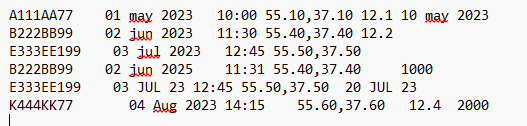 A111AA77    01 may 2023   10:00 55.10,37.10 12.1 10 may 2023
B222BB99    02 jun 2023   11:30 55.40,37.40 12.2
E333EE199    03 jul 2023   12:45 55.50,37.50
B222BB99    02 jun 2025   11:31 55.40,37.40     1000
E333EE199    03 JUL 23 12:45 55.50,37.50  20 JUL 23
K444KK77       04 Aug 2023 14:15    55.60,37.60   12.4  2000